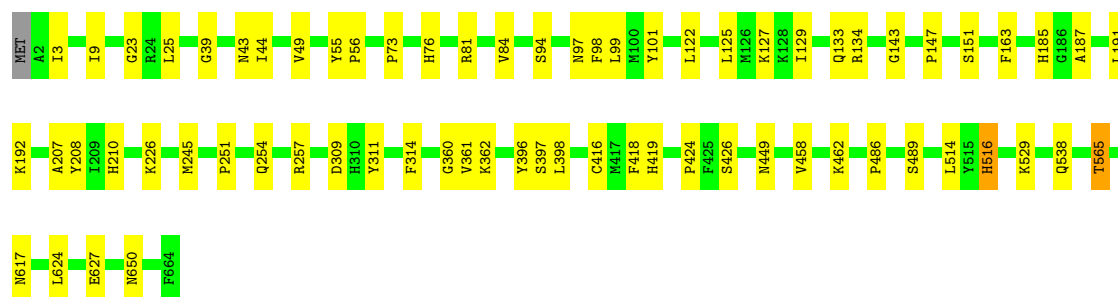 MET A2 I3 I9 G23 R24 L25 G39 N43 I44 V49 Y55 P56 P73 H76 R81 V84 S94 N97 F98 L99 M100 Y101 L122 L125 M126 K127 K128 I129 Q133 R134 G143 P147 S151 F163 H185 G186 A187 L191
K192 A207 Y208 I209 H210 K226 M245 P251 Q254 R257 D309 H310 Y311 F314 G360 V361 K362 Y396 S397 L398 C416 M417 F418 H419 P424 F425 S426 N449 V458 K462 P486 S489 L514 Y515 H516 K529 Q538 T565
N617 L624 E627 N650 F664